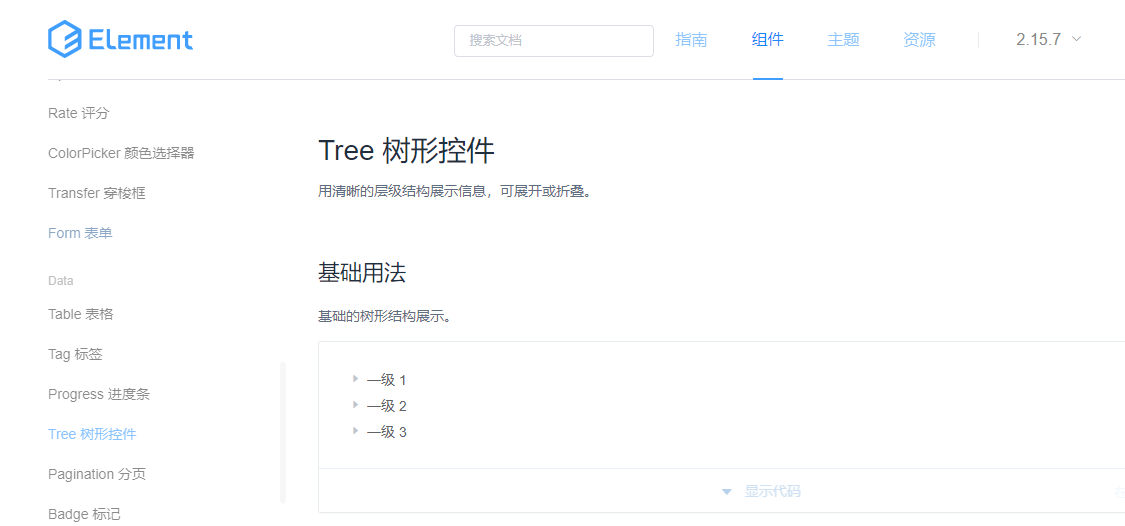 Element
搜索文档
指南
组件
主题
资源
2.15.7
Rate 评分
ColorPicker 颜色选择器
Transfer 穿梭框
Form 表单
Data
Table 表格
Tag 标签
Progress 进度条
Tree 树形控件
Pagination 分页
Badge 标记
Tree 树形控件
用清晰的层级结构展示信息，可展开或折叠。
基础用法
基础的树形结构展示。
一级 1
一级 2
一级 3
显示代码